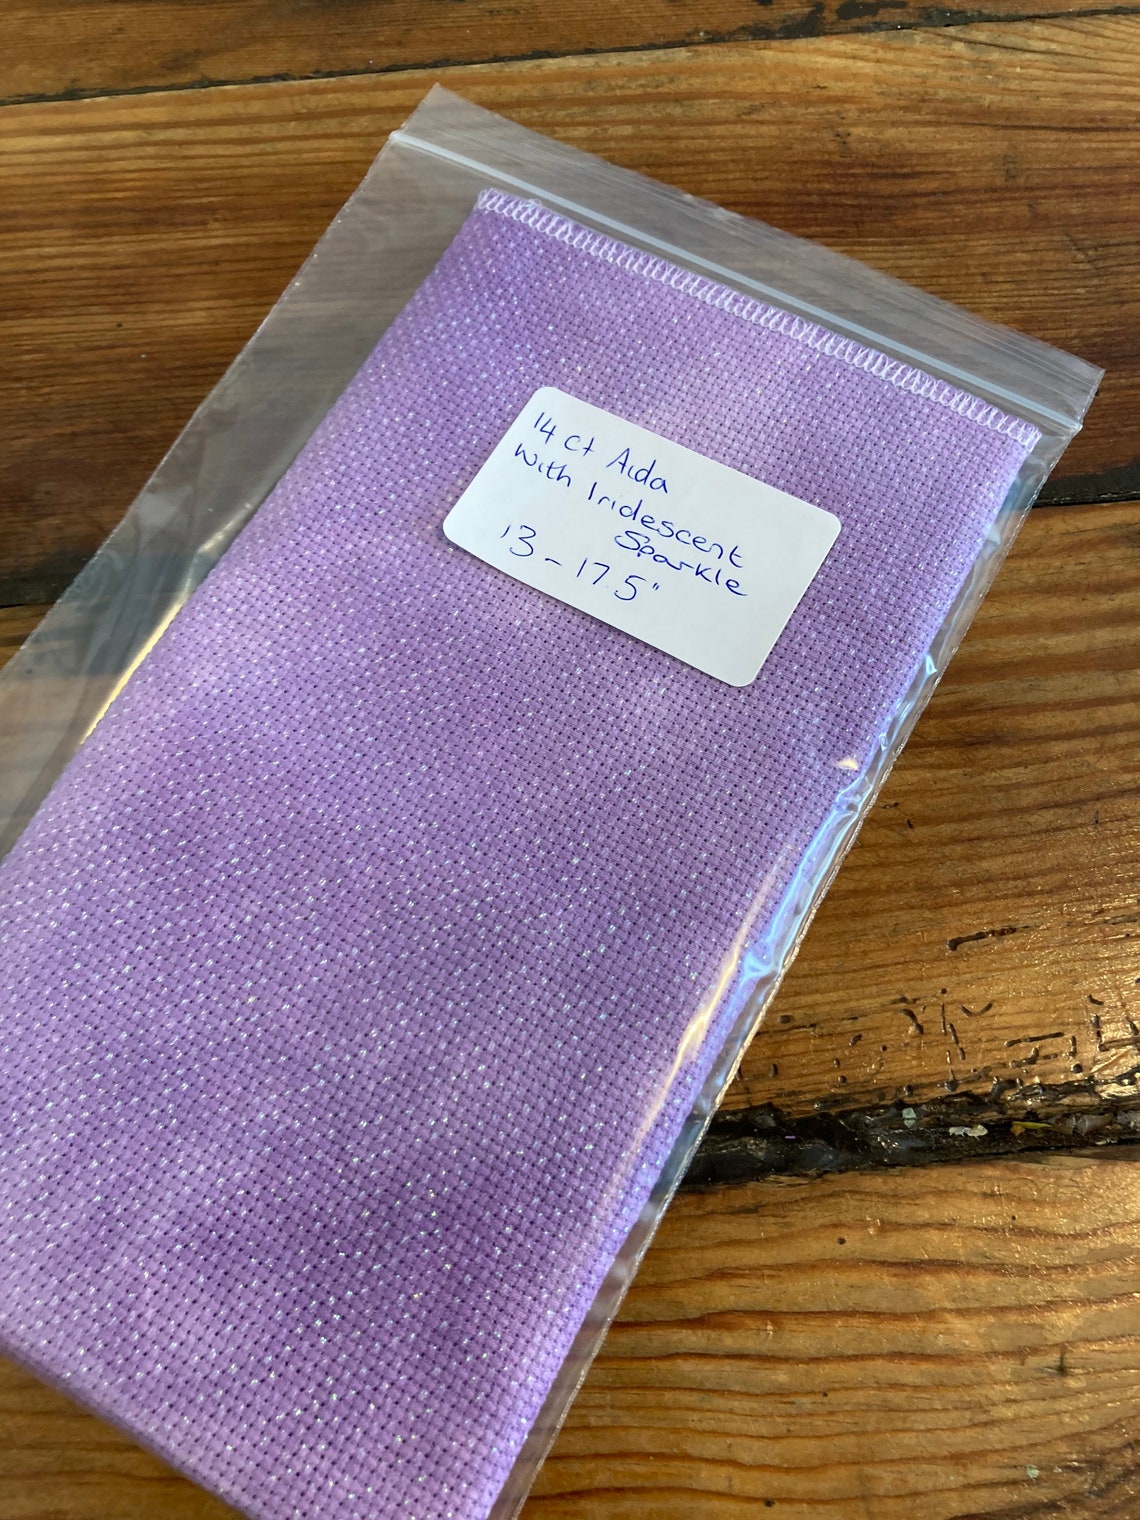 14 ct Aida
With Iridescent
Sparkle
13 - 17.5"